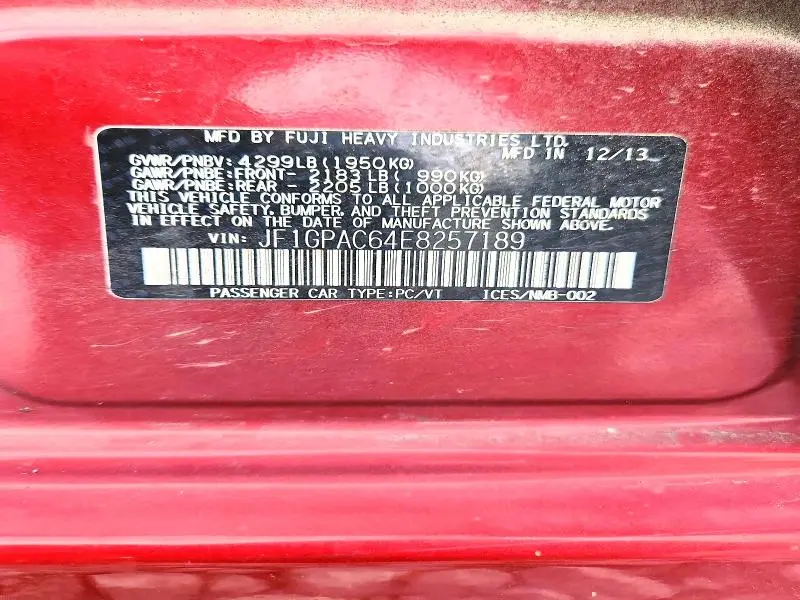 MFD BY FUJI HEAVY INDUSTRIES LTD.
MFD IN 12/13
GVWR/PNBV: 4299LB(1950KG)
GAWR/PNBE:FRONT- 2183LB( 990KG)
GAWR/PNBE:REAR - 2205LB(1000KG)
THIS VEHICLE CONFORMS TO ALL APPLICABLE FEDERAL MOTOR
VEHICLE SAFETY, BUMPER, AND THEFT PREVENTION STANDARDS
IN EFFECT ON THE DATE OF MANUFACTURE SHOWN ABOVE.
VIN: JF1GPAC64E8257189
PASSENGER CAR TYPE:PC/VT ICES/NMB-002